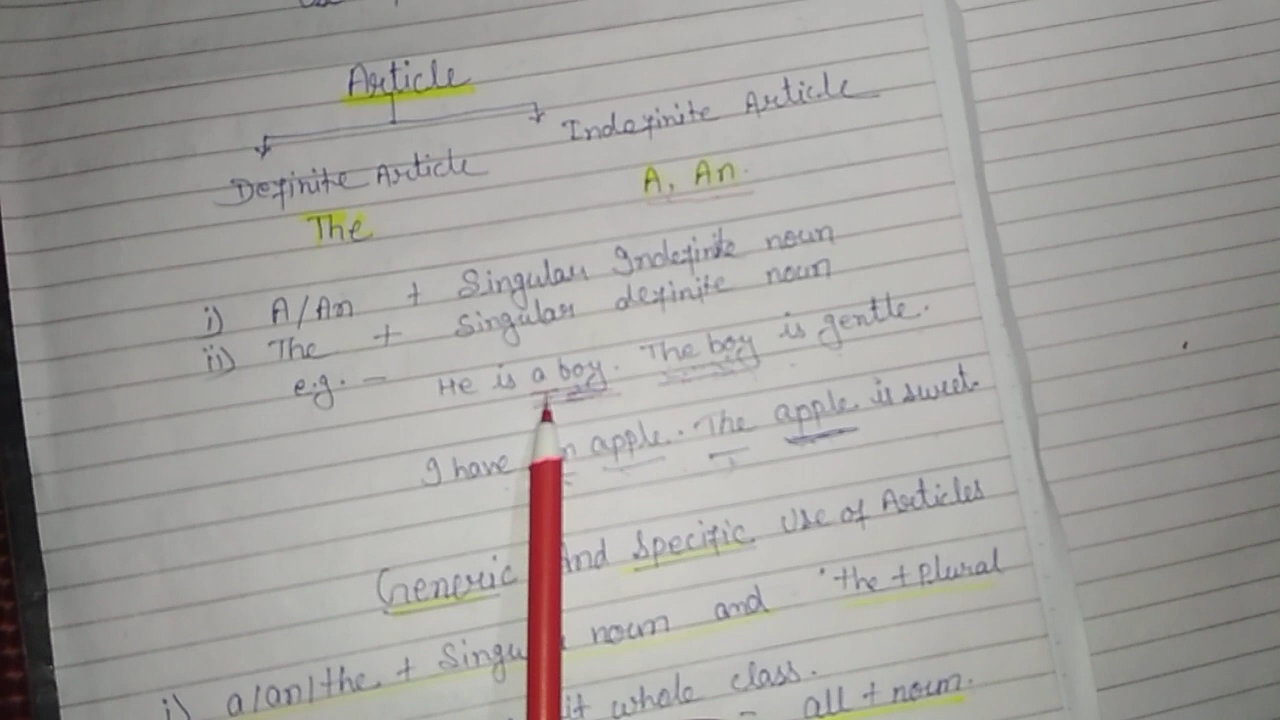 Article
Definite Article Indefinite Article
The A, An.
i) A/An + Singular Indefinite noun
ii) The + Singular definite noun
e.g. - He is a boy. The boy is gentle.
I have apple. The apple is sweet.
Generic and Specific Use of Articles
i) a/an/the + noun and 'the + plural
whole class.
- all + noun.